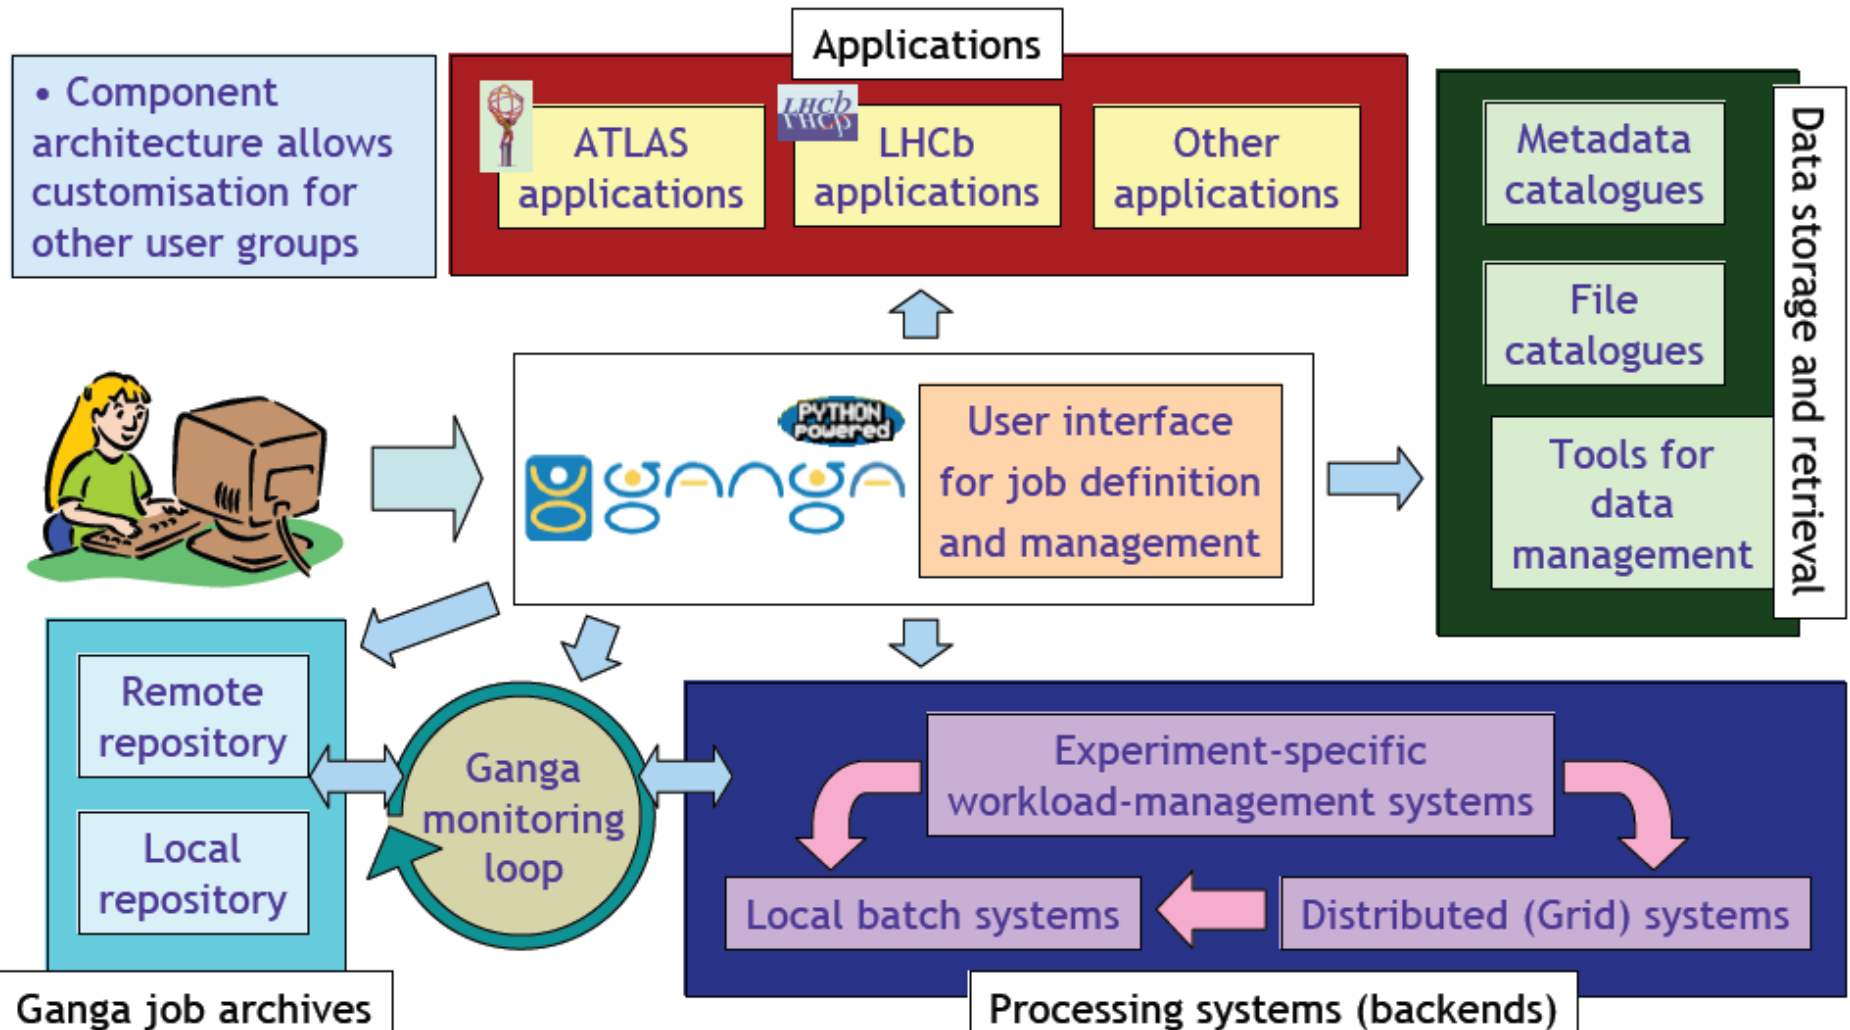 Applications
• Component
architecture allows
customisation for
other user groups
ATLAS
applications
LHCb
LHCb
applications
Other
applications
Metadata
catalogues
File
catalogues
Tools for
data
management
Data storage and retrieval
PYTHON
Powered
ganga
User interface
for job definition
and management
Remote
repository
Local
repository
Ganga job archives
Ganga
monitoring
loop
Experiment-specific
workload-management systems
Local batch systems
Distributed (Grid) systems
Processing systems (backends)